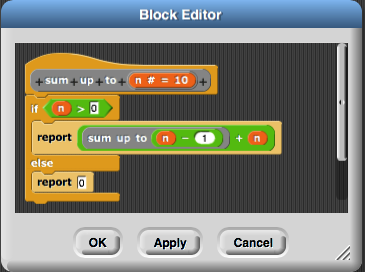 Block Editor
+ sum + up + to + n # = 10 +
if n > 0
report sum up to n − 1 + n
else
report 0
OK Apply Cancel